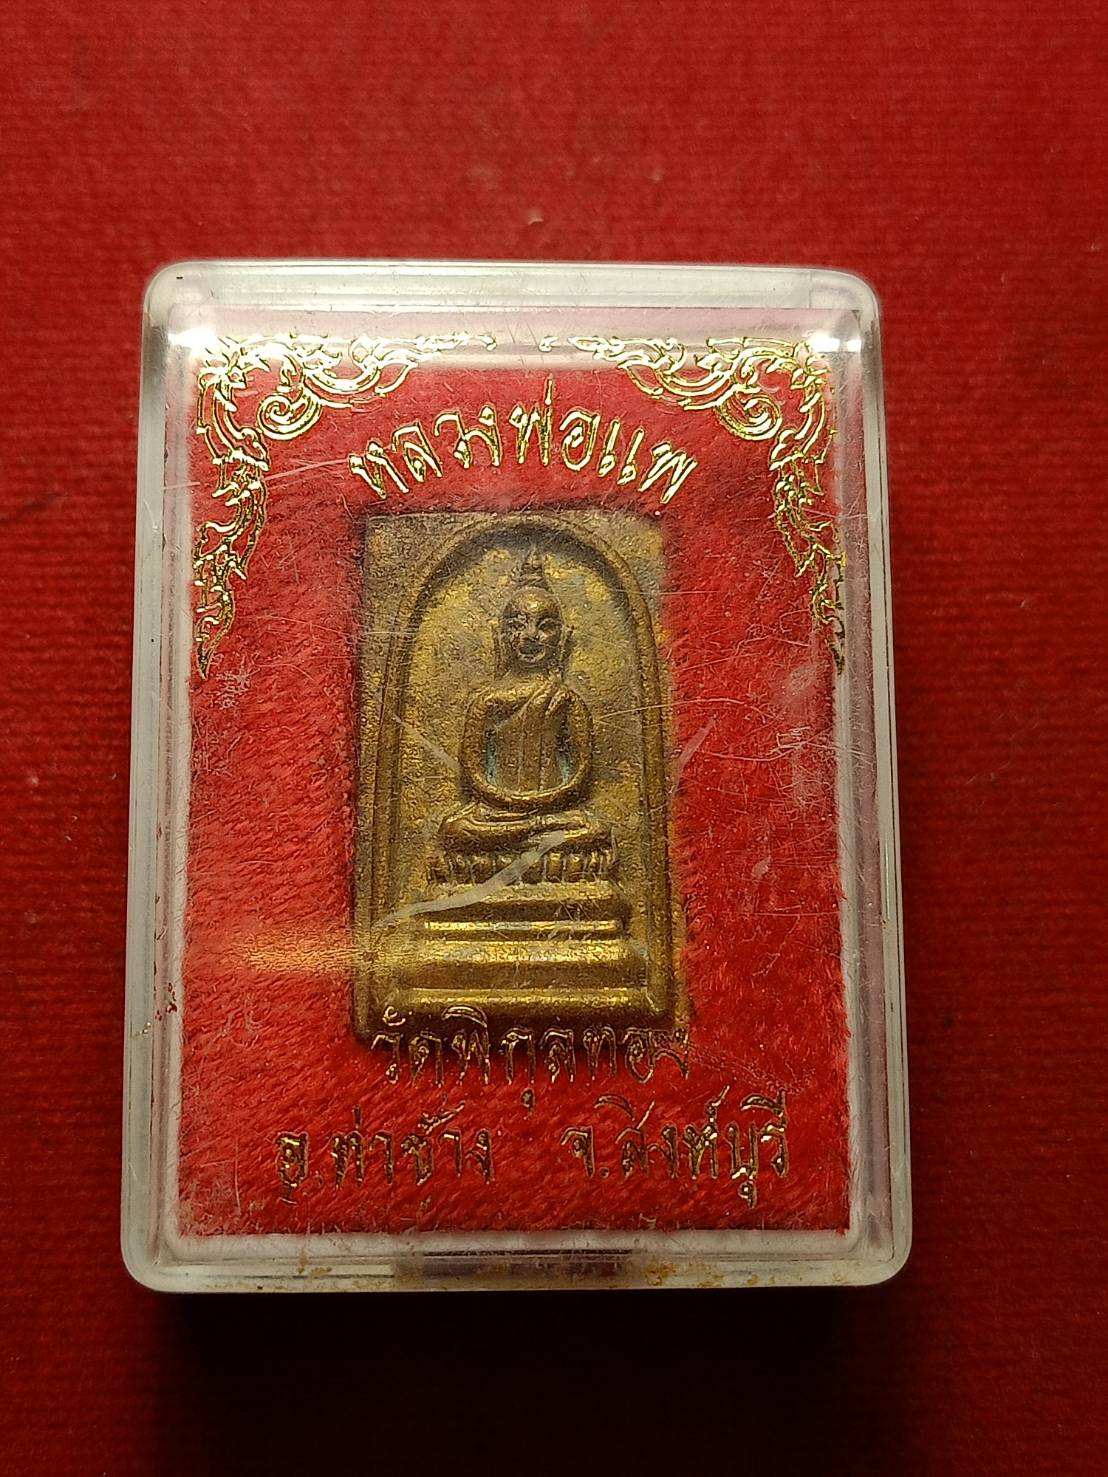 หลวงพ่อแพ
วัดพิกุลทอง
อ.ท่าช้าง จ.สิงห์บุรี